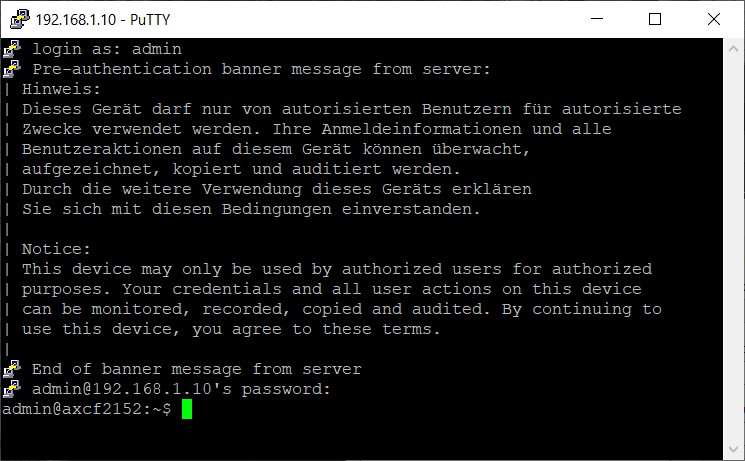 192.168.1.10 - PuTTY
login as: admin
Pre-authentication banner message from server:
| Hinweis:
| Dieses Gerät darf nur von autorisierten Benutzern für autorisierte
| Zwecke verwendet werden. Ihre Anmeldeinformationen und alle
| Benutzeraktionen auf diesem Gerät können überwacht,
| aufgezeichnet, kopiert und auditiert werden.
| Durch die weitere Verwendung dieses Geräts erklären
| Sie sich mit diesen Bedingungen einverstanden.
|
| Notice:
| This device may only be used by authorized users for authorized
| purposes. Your credentials and all user actions on this device
| can be monitored, recorded, copied and audited. By continuing to
| use this device, you agree to these terms.
|
End of banner message from server
admin@192.168.1.10's password:
admin@axcf2152:~$